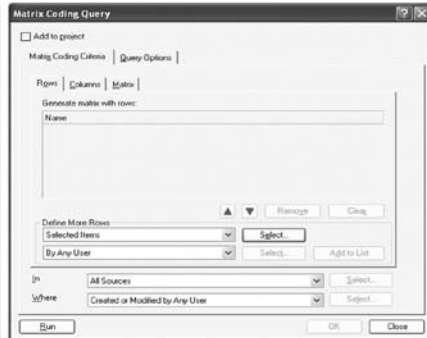 Matrix Coding Query
Add to project
Matrix Coding Criteria Query Options
Rows Columns Matrix
Generate matrix with rows:
Name
Remove Clear
Define More Rows
Selected Items Select...
By Any User Select... Add to List
In All Sources Select...
Where Created or Modified by Any User Select...
Run OK Close